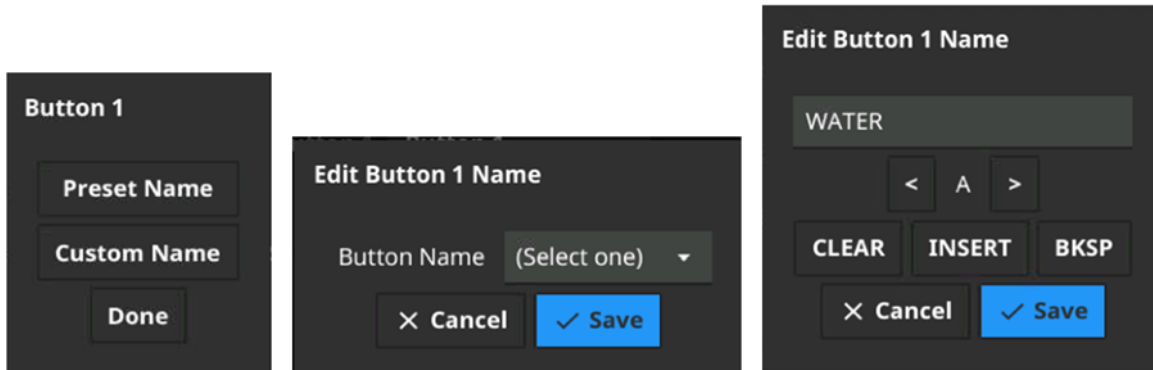 Button 1
Preset Name
Custom Name
Done
Edit Button 1 Name
Button Name (Select one)
Cancel Save
Edit Button 1 Name
WATER
< A >
CLEAR INSERT BKSP
Cancel Save